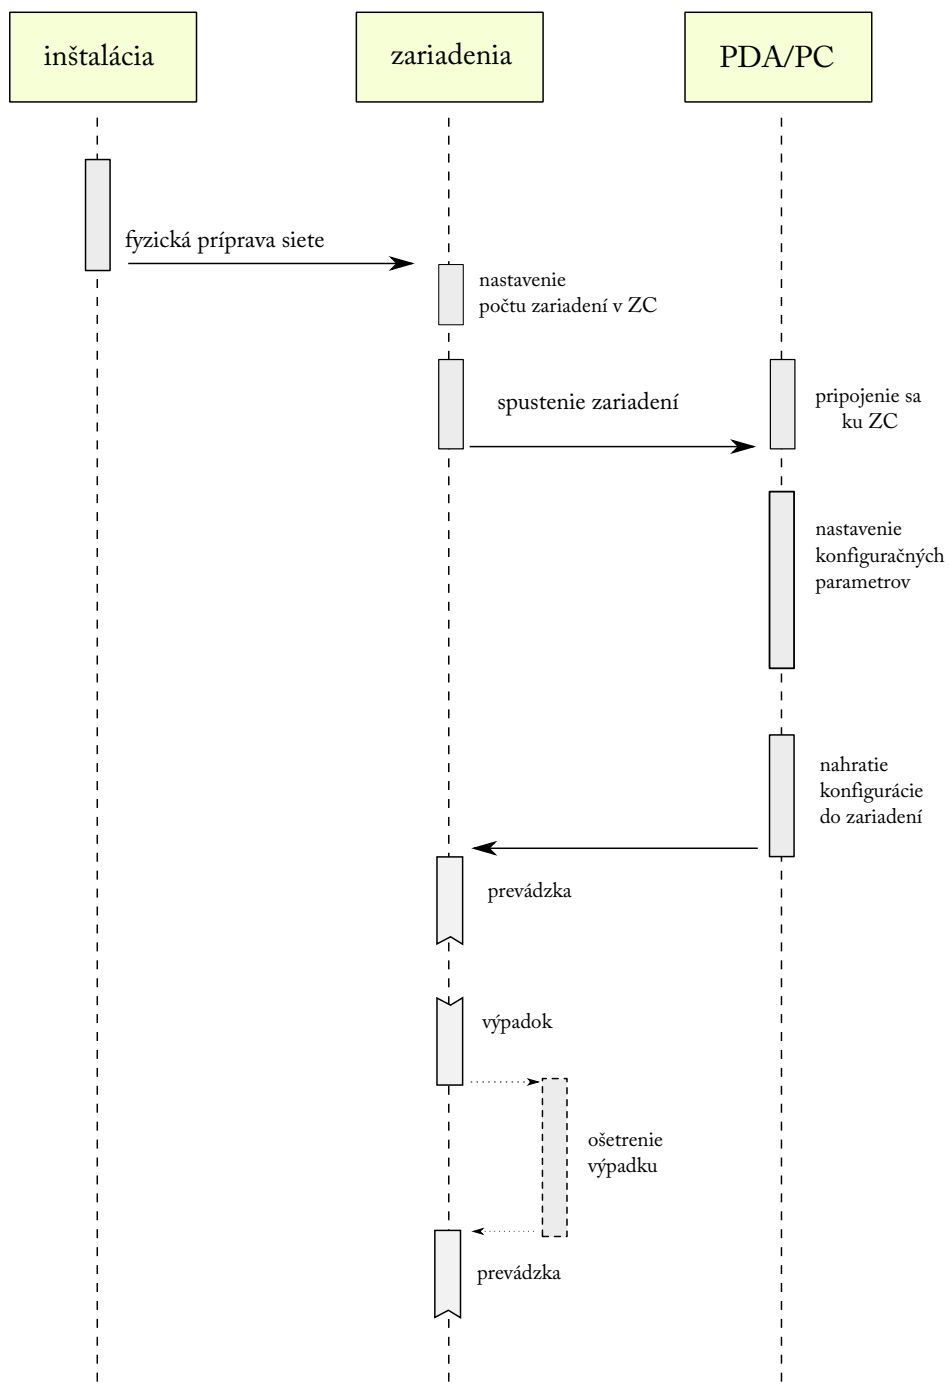 inštalácia
zariadenia
PDA/PC
fyzická príprava siete
nastavenie
počtu zariadení v ZC
spustenie zariadení
pripojenie sa
ku ZC
nastavenie
konfiguračných
parametrov
nahratie
konfigurácie
do zariadení
prevádzka
výpadok
ošetrenie
výpadku
prevádzka